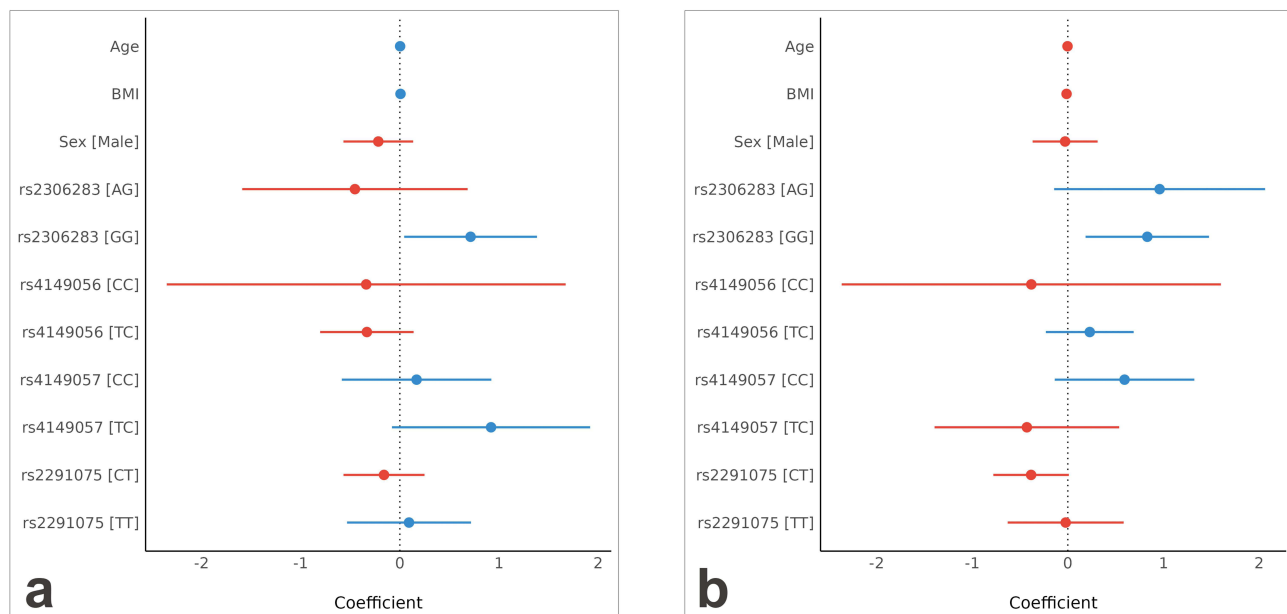 Age
BMI
Sex [Male]
rs2306283 [AG]
rs2306283 [GG]
rs4149056 [CC]
rs4149056 [TC]
rs4149057 [CC]
rs4149057 [TC]
rs2291075 [CT]
rs2291075 [TT]
-2 -1 0 1 2
Coefficient
a
Age
BMI
Sex [Male]
rs2306283 [AG]
rs2306283 [GG]
rs4149056 [CC]
rs4149056 [TC]
rs4149057 [CC]
rs4149057 [TC]
rs2291075 [CT]
rs2291075 [TT]
-2 -1 0 1 2
Coefficient
b